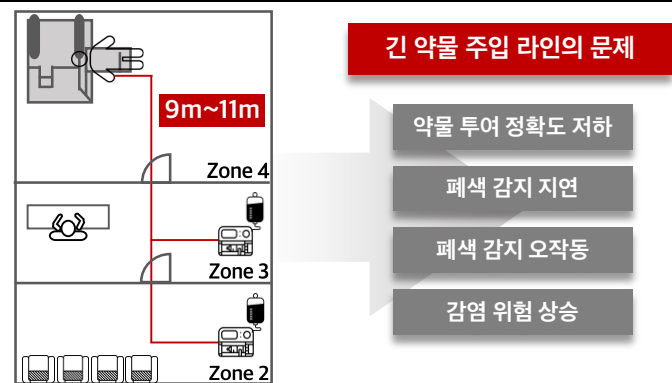 긴 약물 주입 라인의 문제
9m~11m
Zone 4
Zone 3
Zone 2
약물 투여 정확도 저하
폐색 감지 지연
폐색 감지 오작동
감염 위험 상승